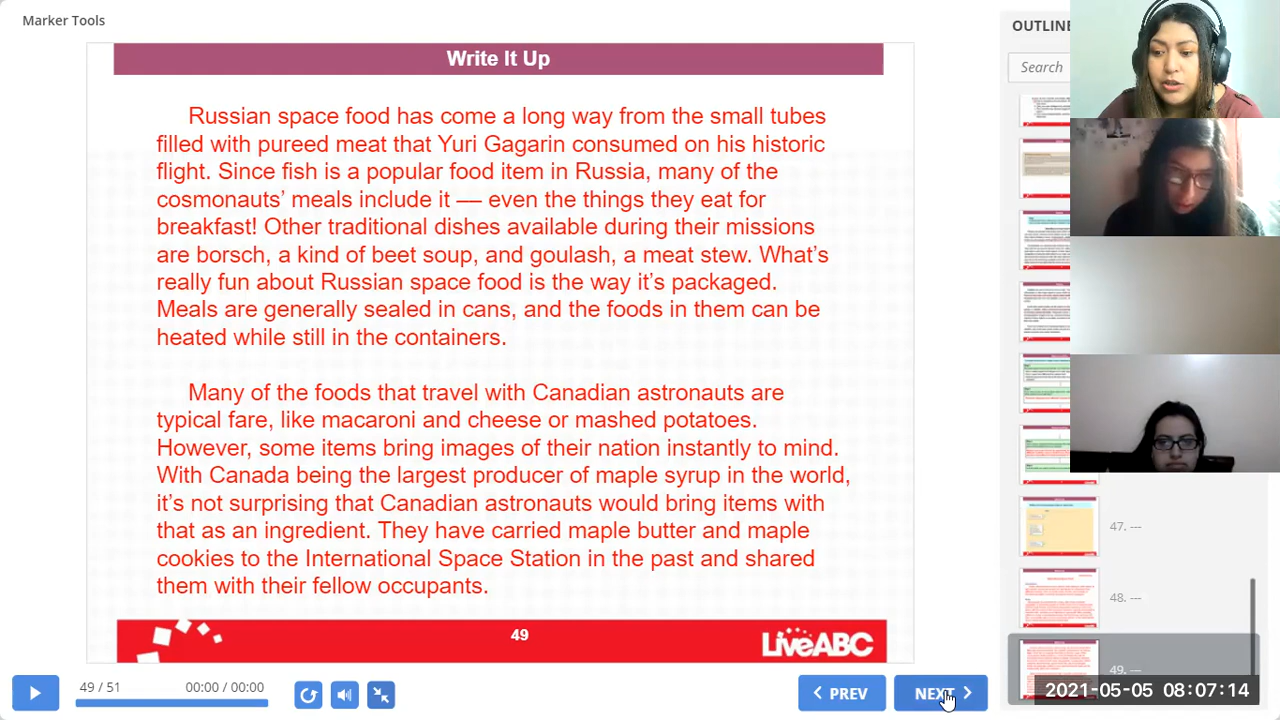 Marker Tools
OUTLINE
Write It Up
Search
Russian space food has come a long way from the small tubes
filled with pureed meat that Yuri Gagarin consumed on his historic
flight. Since fish is a popular food item in Russia, many of the
cosmonauts’ meals include it — even the things they eat for
breakfast! Other traditional dishes available during their missions
are borsch, a kind of beet soup, and goulash, a meat stew. What’s
really fun about Russian space food is the way it’s packaged.
Meals are generally sealed in cans, and the foods in them can be
heated while still in the containers.
Many of the foods that travel with Canadian astronauts are
typical fare, like macaroni and cheese or mashed potatoes.
However, some items bring images of their nation instantly to mind.
With Canada being the largest producer of maple syrup in the world,
it’s not surprising that Canadian astronauts would bring items with
that as an ingredient. They have carried maple butter and maple
cookies to the International Space Station in the past and shared
them with their fellow occupants.
49
LiveABC
47. ---
48. ---
49. ---
2021-05-05 08:07:14
49 / 51
00:00 / 00:00
PREV
NEXT